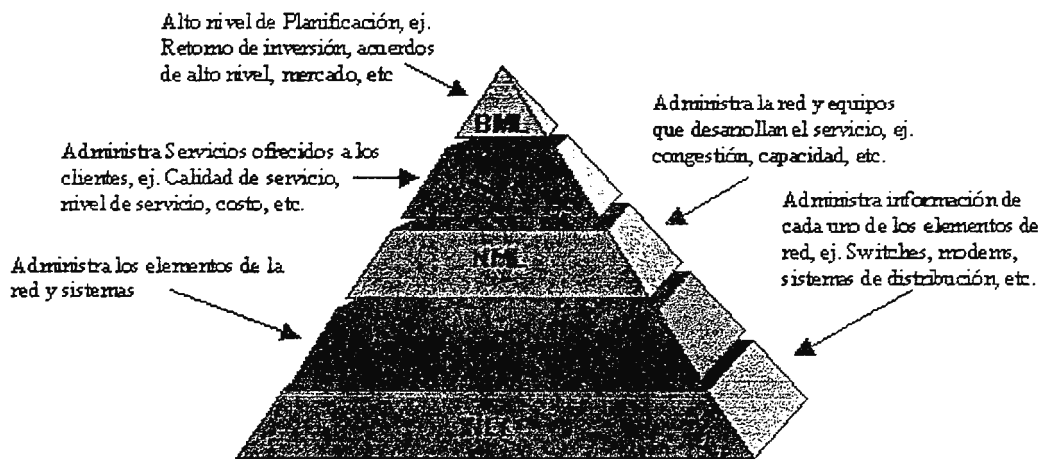 Alto nivel de Planificación, ej.
Retorno de inversión, acuerdos
de alto nivel, mercado, etc
Administra la red y equipos
que desarrollan el servicio, ej.
congestión, capacidad, etc.
Administra Servicios ofrecidos a los
clientes, ej. Calidad de servicio,
nivel de servicio, costo, etc.
Administra información de
cada uno de los elementos de
red, ej. Switches, modems,
sistemas de distribución, etc.
Administra los elementos de la
red y sistemas
BML
NML